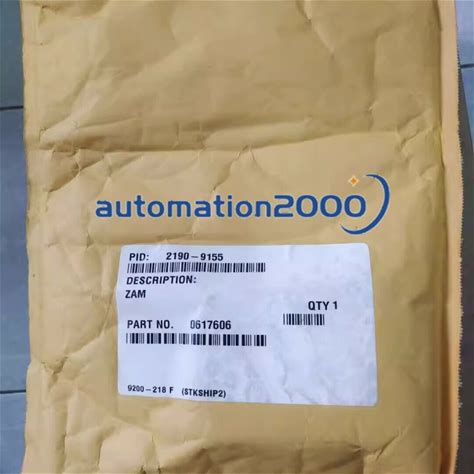 automation2000
PID: 2190-9155
DESCRIPTION:
ZAM
QTY 1
PART NO. 0617606
9200-218 F (STKSHIP2)